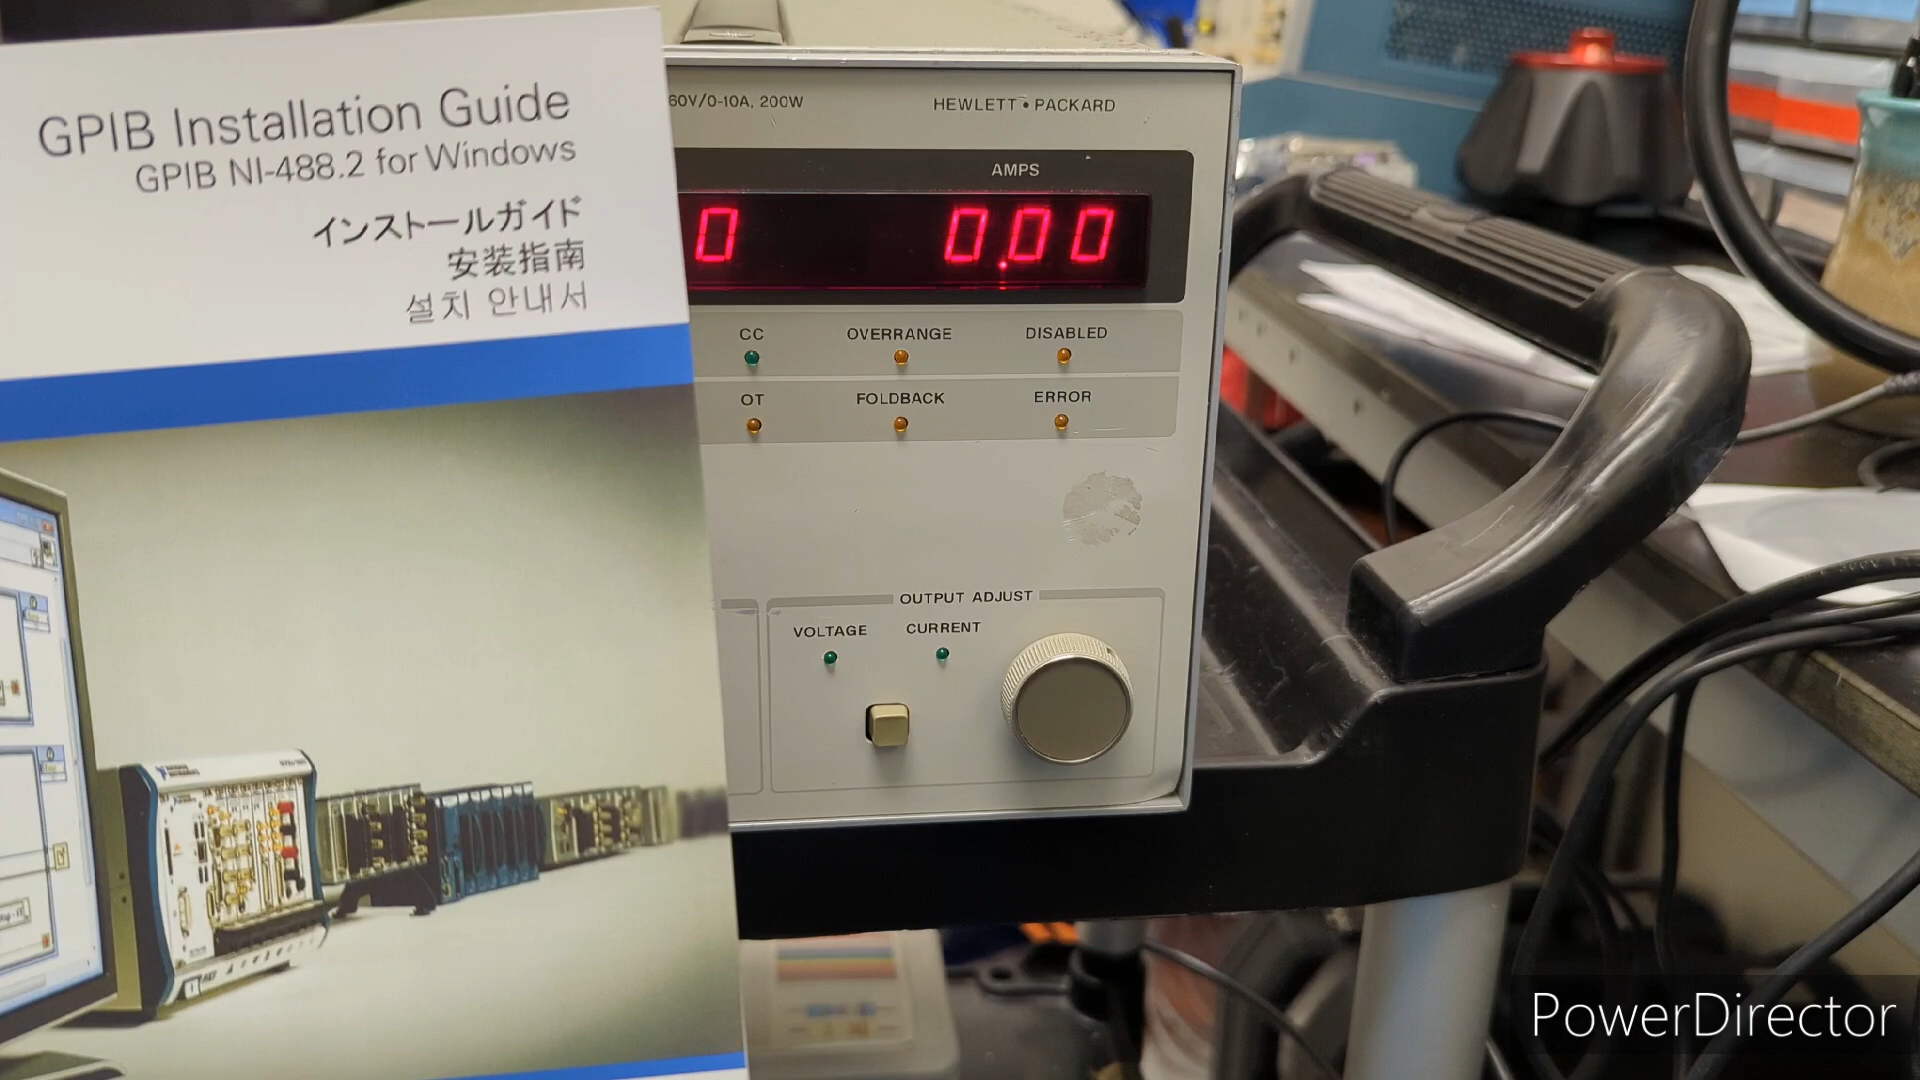 GPIB Installation Guide
GPIB NI-488.2 for Windows
インストールガイド
安装指南
설치 안내서
60V/0-10A, 200W
HEWLETT•PACKARD
AMPS
0 0.00
CC OVERRANGE DISABLED
OT FOLDBACK ERROR
OUTPUT ADJUST
VOLTAGE CURRENT
PowerDirector